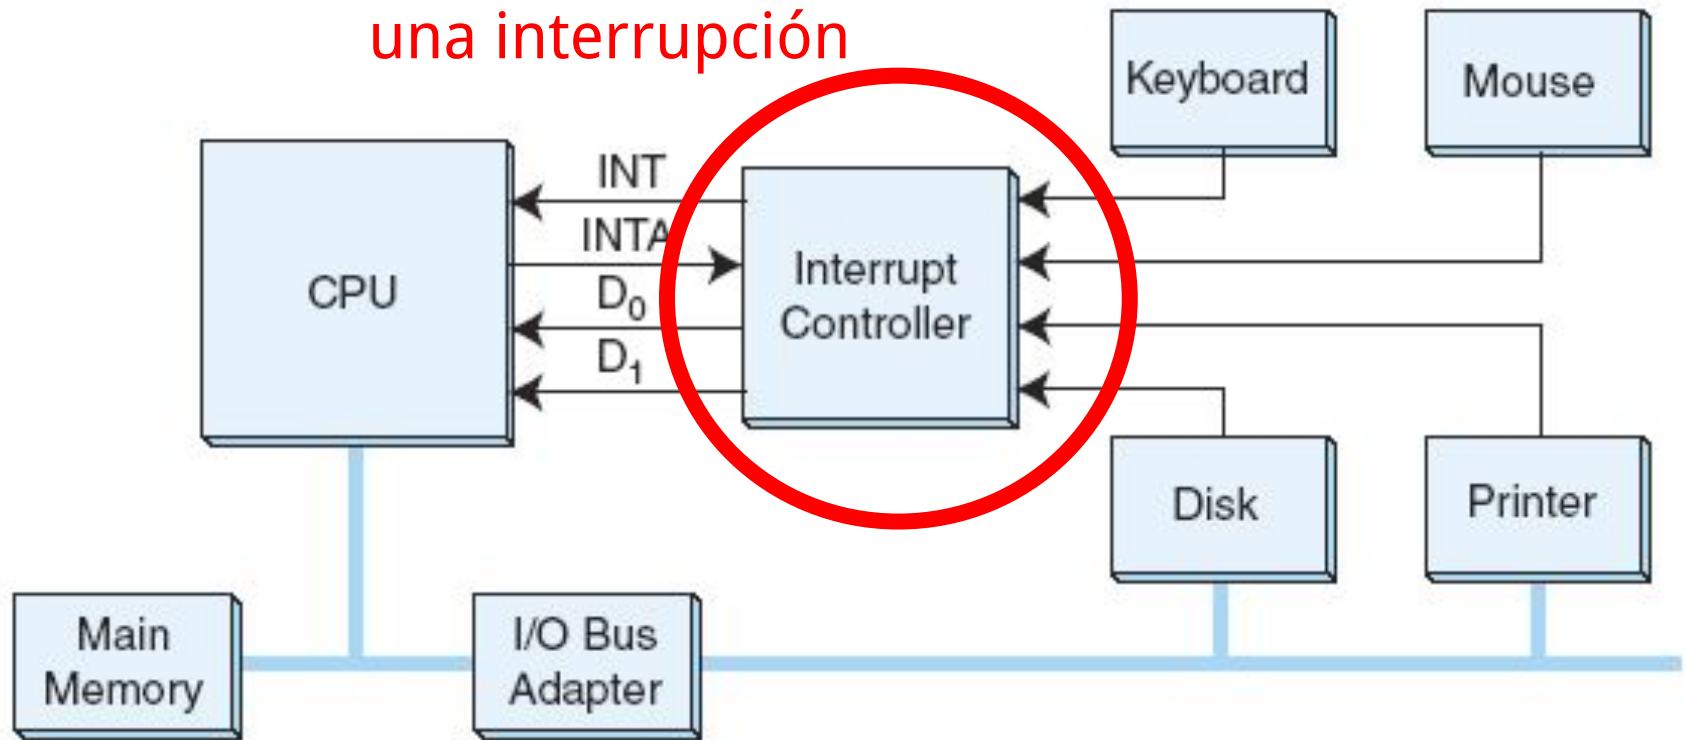 una interrupción
Keyboard
Mouse
CPU
INT
INTA
D0
D1
Interrupt
Controller
Disk
Printer
Main
Memory
I/O Bus
Adapter